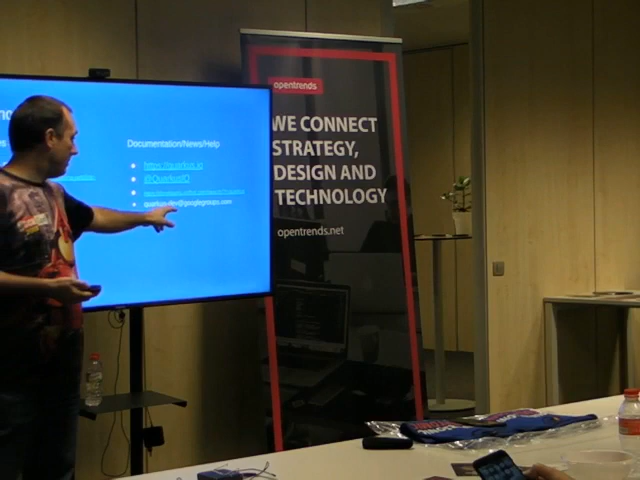 Documentation/News/Help
https://quarkus.io
@QuarkusIO
quarkus-dev@googlegroups.com
opentrends
WE CONNECT
STRATEGY,
DESIGN AND
TECHNOLOGY
opentrends.net